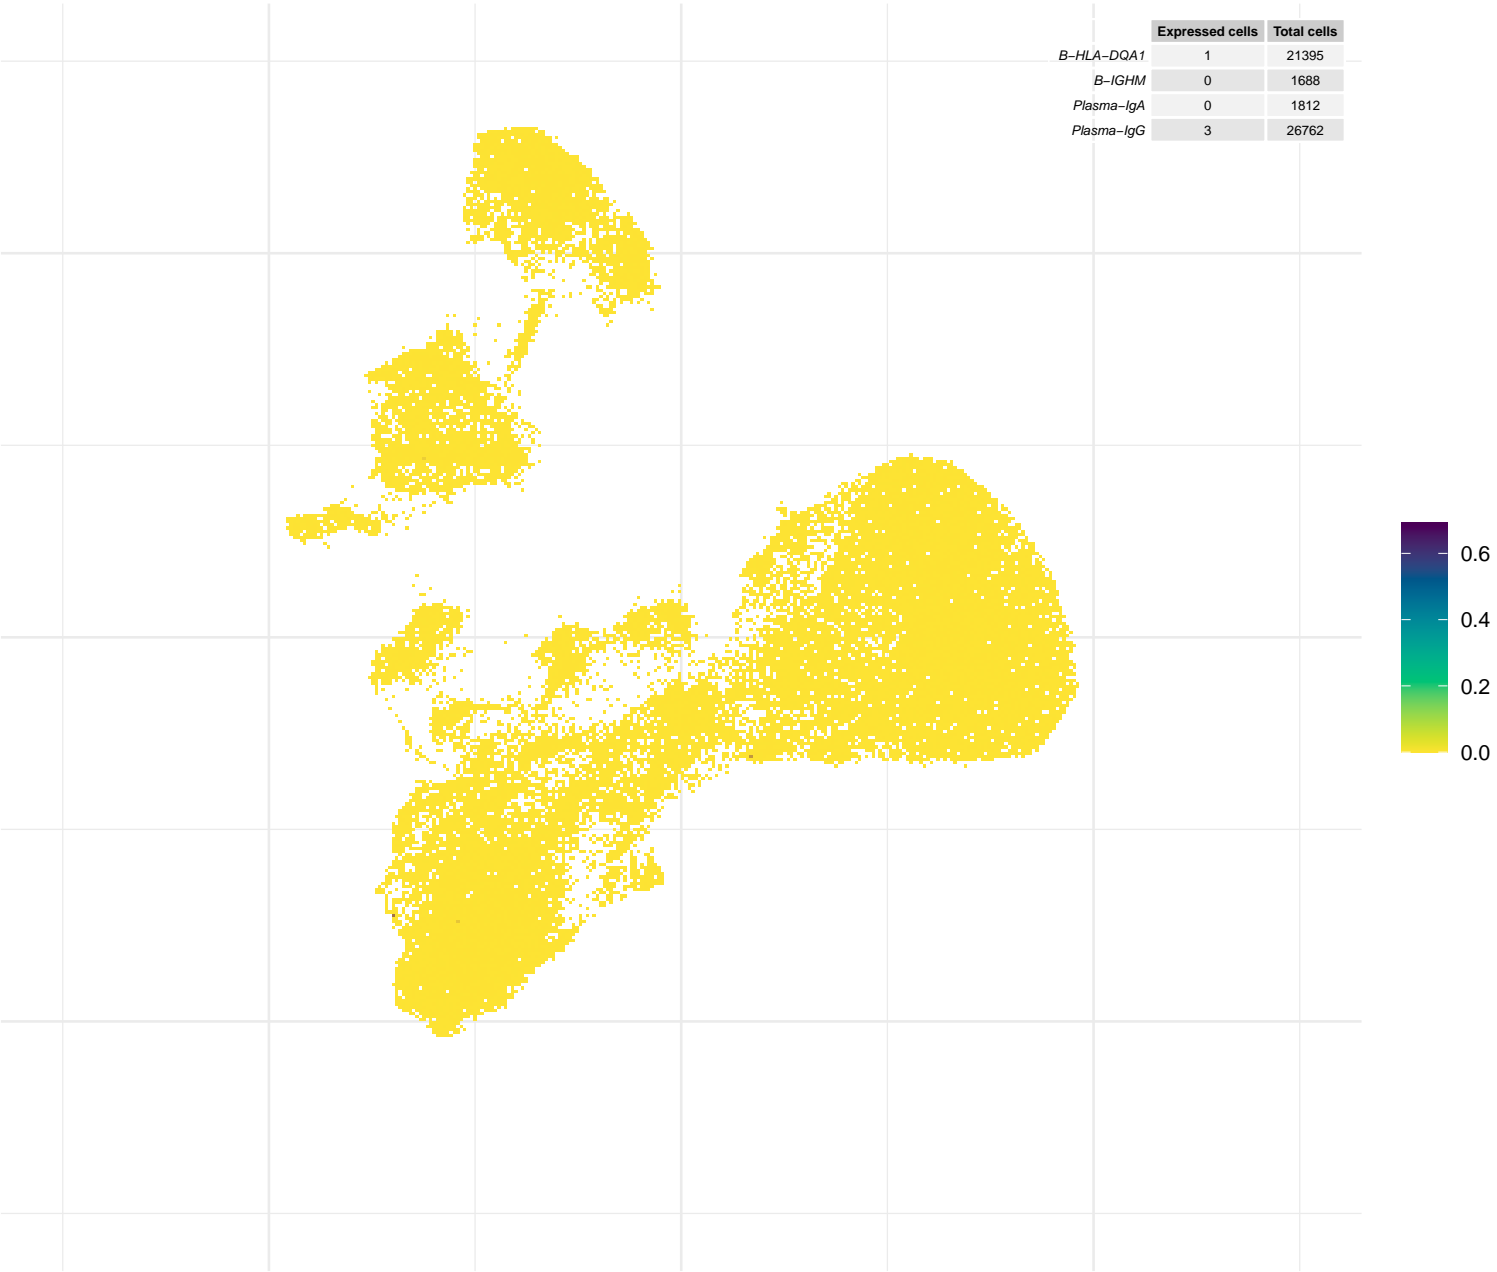 Expressed cells Total cells
B−HLA−DQA1 1 21395
B−IGHM 0 1688
Plasma−IgA 0 1812
Plasma−IgG 3 26762
0.6
0.4
0.2
0.0